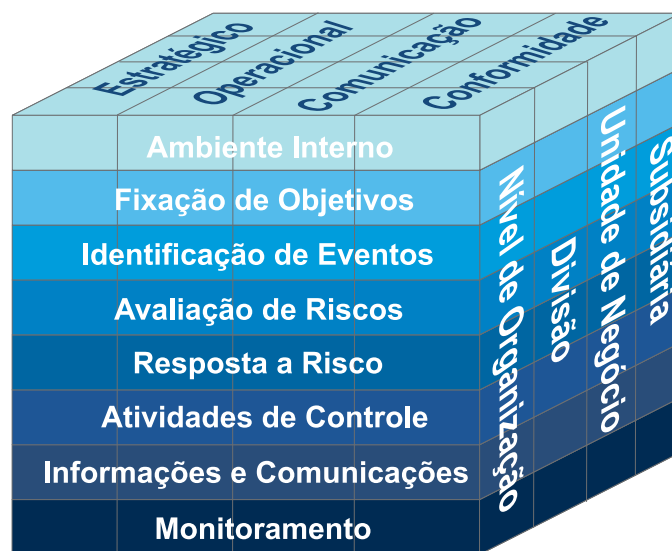 Estratégico
Operacional
Comunicação
Conformidade
Ambiente Interno
Fixação de Objetivos
Identificação de Eventos
Avaliação de Riscos
Resposta a Risco
Atividades de Controle
Informações e Comunicações
Monitoramento
Nível de Organização
Divisão
Unidade de Negócio
Subsidiária